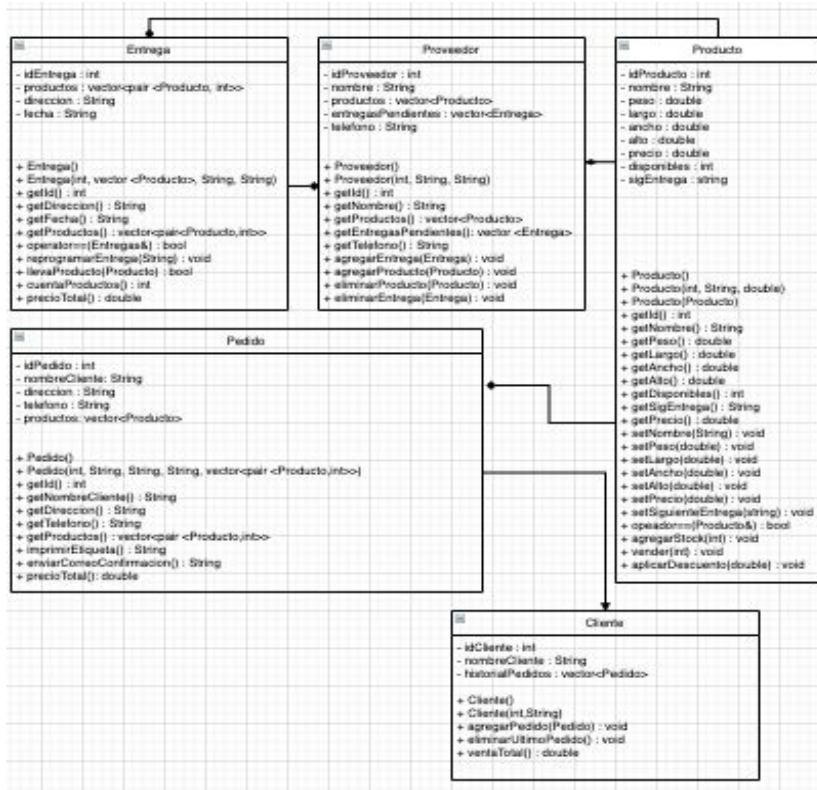 Entrega
- idEntrega : int
- productos : vector<pair <Producto, int>>
- direccion : String
- fecha : String
+ Entrega()
+ Entrega(int, vector <Producto>, String, String)
+ getId() : int
+ getDireccion() : String
+ getFecha() : String
+ getProductos() : vector<pair<Producto,int>>
+ operator==(Entregas&) : bool
+ reprogramarEntrega(String) : void
+ llevaProducto(Producto) : bool
+ cuentaProductos() : int
+ precioTotal() : double
Proveedor
- idProveedor : int
- nombre : String
- productos : vector<Producto>
- entregasPendientes : vector<Entrega>
- telefono : String
+ Proveedor()
+ Proveedor(int, String, String)
+ getId() : int
+ getNombre() : String
+ getProductos() : vector<Producto>
+ getEntregasPendientes(): vector <Entrega>
+ getTelefono() : String
+ agregarEntrega(Entrega) : void
+ agregarProducto(Producto) : void
+ eliminarProducto(Producto) : void
+ eliminarEntrega(Entrega) : void
Producto
- idProducto : int
- nombre : String
- peso : double
- largo : double
- ancho : double
- alto : double
- precio : double
- disponibles : int
- sigEntrega : string
+ Producto()
+ Producto(int, String, double)
+ Producto(Producto)
+ getId() : int
+ getNombre() : String
+ getPeso() : double
+ getLargo() : double
+ getAncho() : double
+ getAlto() : double
+ getDisponibles() : int
+ getSigEntrega() : String
+ getPrecio() : double
+ setNombre(String) : void
+ setPeso(double) : void
+ setLargo(double) : void
+ setAncho(double) : void
+ setAlto(double) : void
+ setPrecio(double) : void
+ setSiguienteEntrega(string) : void
+ opeador==(Producto&) : bool
+ agregarStock(int) : void
+ vender(int) : void
+ aplicarDescuento(double) : void
Pedido
- idPedido : int
- nombreCliente: String
- direccion : String
- telefono : String
- productos: vector<Producto>
+ Pedido()
+ Pedido(int, String, String, String, vector<pair <Producto,int>>)
+ getId() : int
+ getNombreCliente() : String
+ getDireccion() : String
+ getTelefono() : String
+ getProductos() : vector<pair <Producto,int>>
+ imprimirEtiqueta() : String
+ enviarCorreoConfirmacion() : String
+ precioTotal(): double
Cliente
- idCliente : int
- nombreCliente : String
- historialPedidos : vector<Pedido>
+ Cliente()
+ Cliente(int,String)
+ agregarPedido(Pedido) : void
+ eliminarUltimoPedido() : void
+ ventaTotal() : double